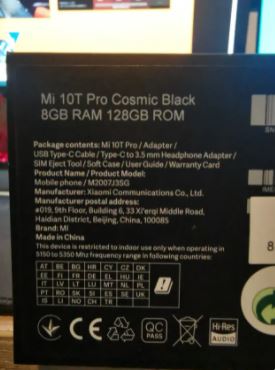 Mi 10T Pro Cosmic Black
8GB RAM 128GB ROM
Package contents: Mi 10T Pro / Adapter /
USB Type-C Cable / Type-C to 3.5 mm Headphone Adapter /
SIM Eject Tool / Soft Case / User Guide / Warranty Card
Product Name / Product Model:
Mobile phone / M2007J3SG
Manufacturer: Xiaomi Communications Co., Ltd.
Manufacturer postal address:
#019, 9th Floor, Building 6, 33 Xi'erqi Middle Road,
Haidian District, Beijing, China, 100085
Brand: MI
Made in China
This device is restricted to indoor use only when operating in
5150 to 5350 Mhz frequency range in following countries:
AT BE BG HR CY CZ DK
EE FI FR DE EL HU IE
IT LV LT LU MT NL PL
PT RO SK SI ES SE UK
IS LI NO CH TR
CE
QC
PASS
Hi-Res
AUDIO
SN
IME
8